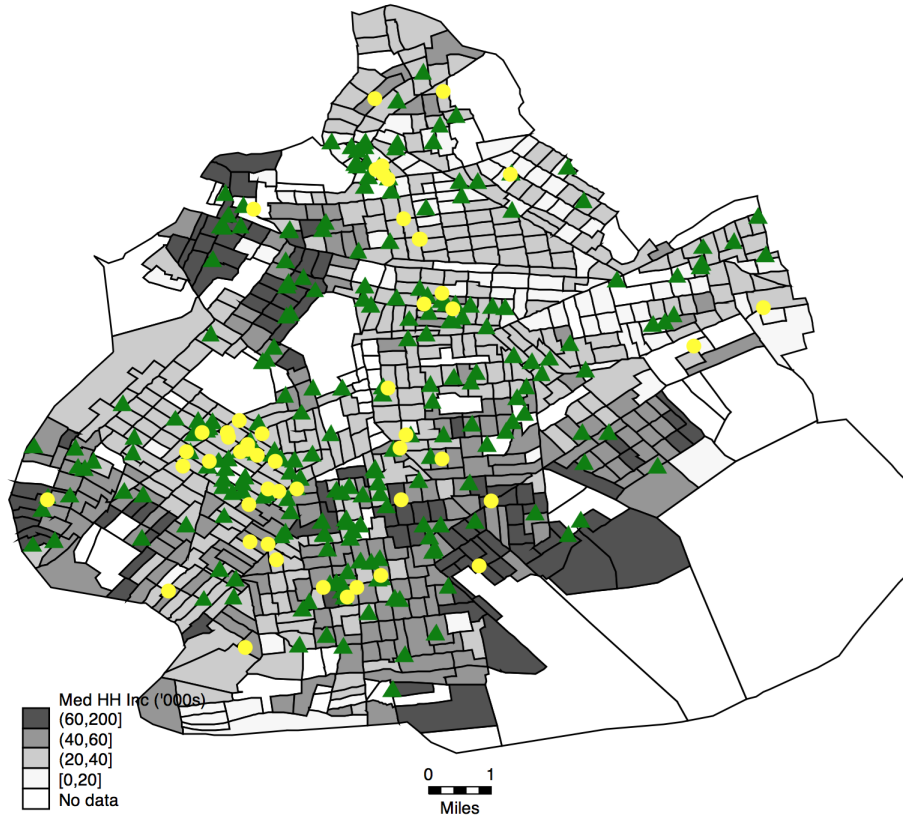 Med HH Inc ('000s)
(60,200]
(40,60]
(20,40]
[0,20]
No data
0 1
Miles